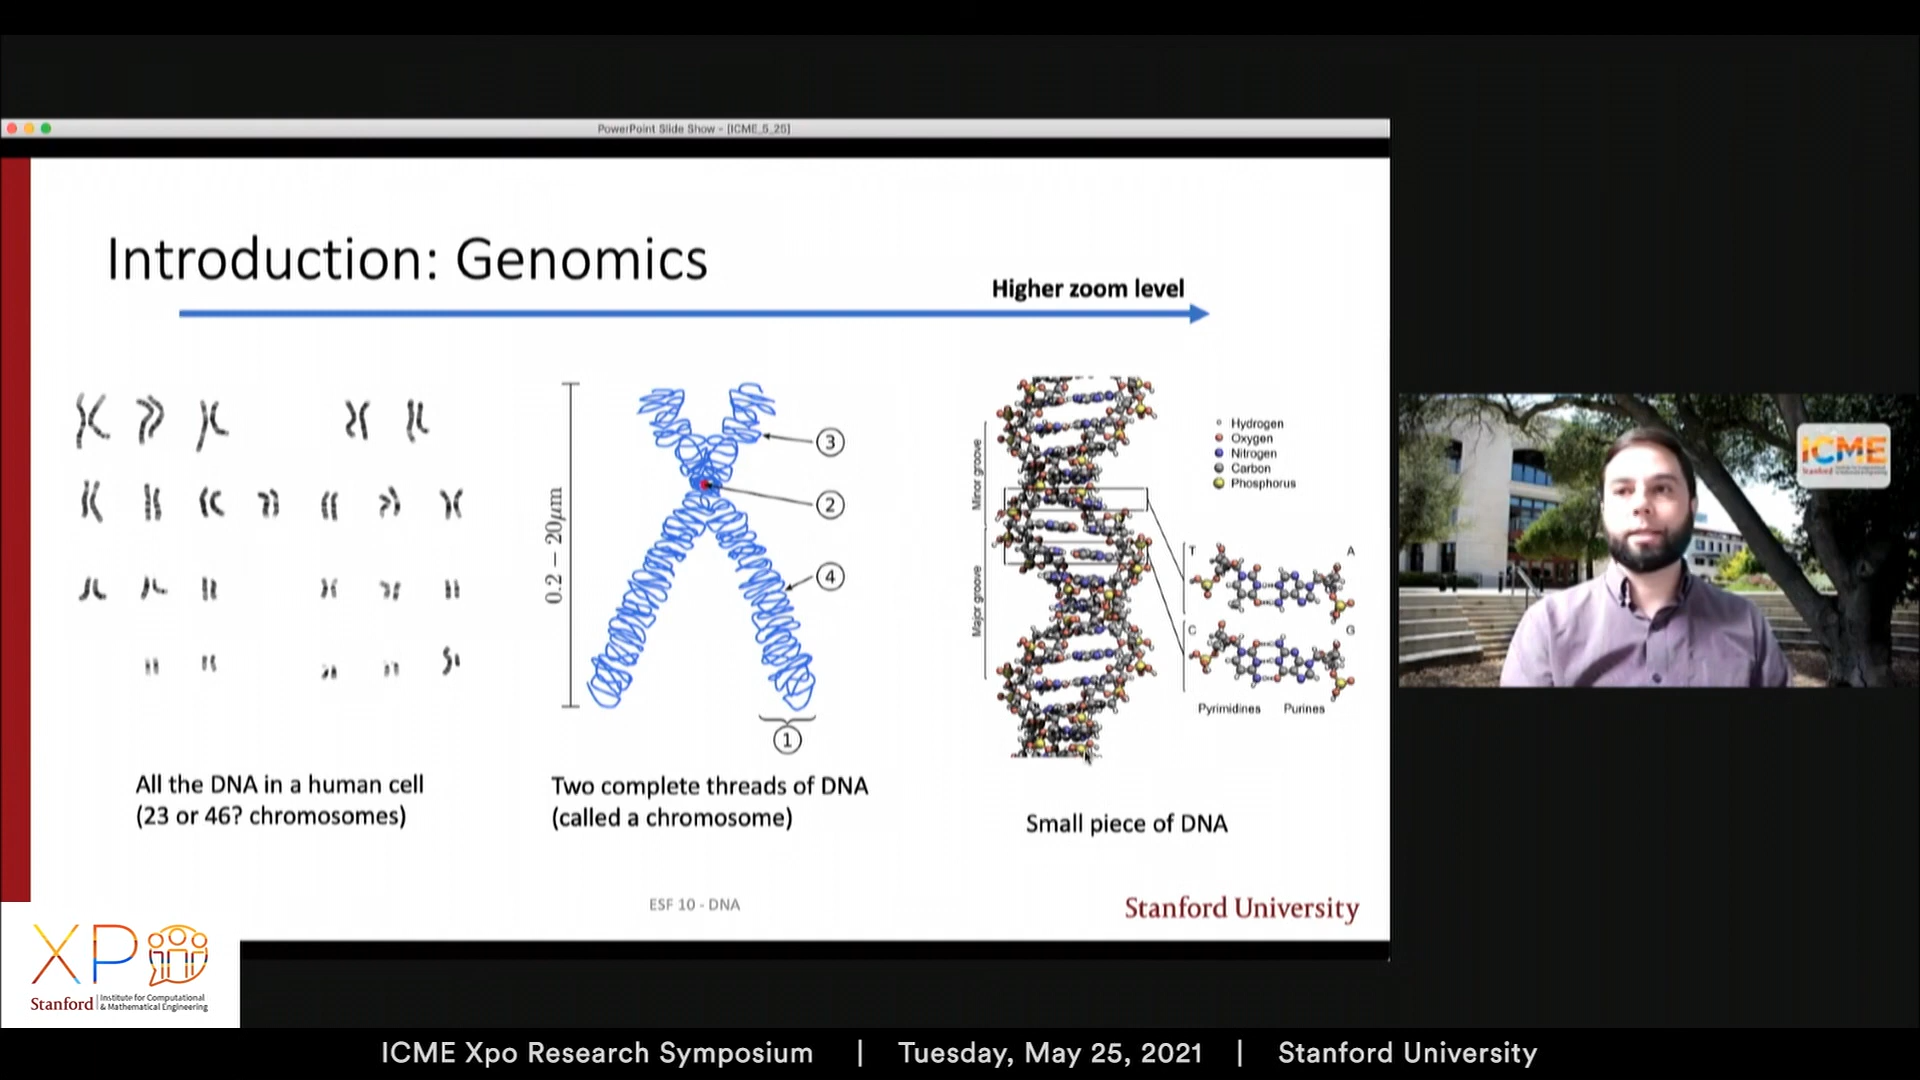 PowerPoint Slide Show - [ICME_5_25]
Introduction: Genomics
Higher zoom level
0.2 – 20μm
3
2
4
1
Minor groove
Major groove
Hydrogen
Oxygen
Nitrogen
Carbon
Phosphorus
T A
C G
Pyrimidines Purines
All the DNA in a human cell
(23 or 46? chromosomes)
Two complete threads of DNA
(called a chromosome)
Small piece of DNA
ESF 10 - DNA
Stanford University
ICME
Stanford
XP
Stanford | Institute for Computational
& Mathematical Engineering
ICME Xpo Research Symposium | Tuesday, May 25, 2021 | Stanford University